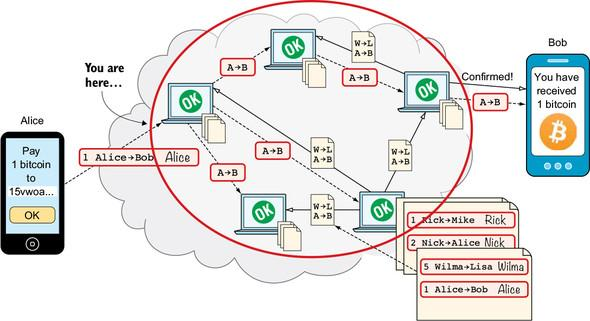 Alice
Pay
1 bitcoin
to
15vwoa...
OK
You are
here...
1 Alice→Bob Alice
OK
A→B
OK
W→L
A→B
A→B
OK
Confirmed!
A→B
Bob
You have
received
1 bitcoin
A→B
A→B
W→L
A→B
W→L
A→B
OK
W→L
A→B
OK
1 Rick→Mike Rick
2 Nick→Alice Nick
5 Wilma→Lisa Wilma
1 Alice→Bob Alice